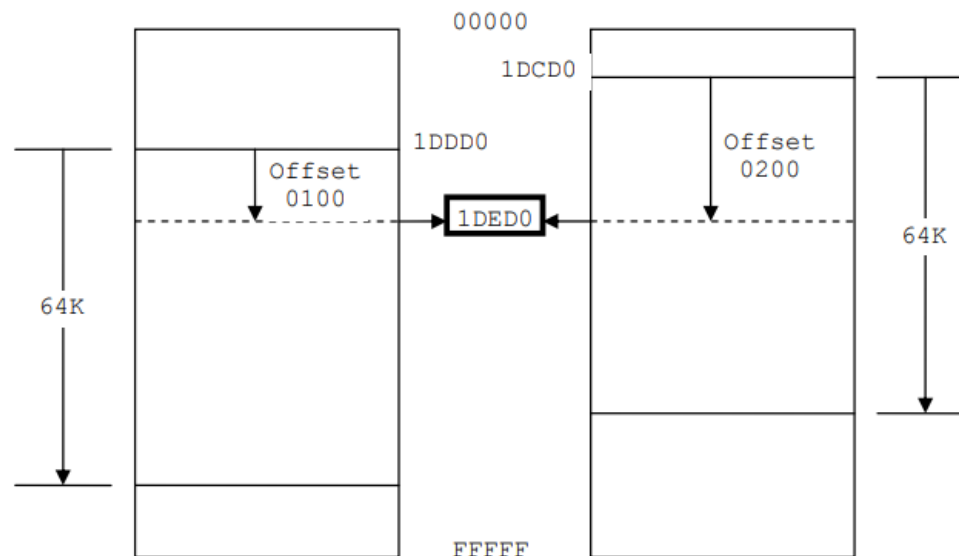 00000
1DCD0
1DDD0
Offset
0100
Offset
0200
1DED0
64K
64K
FFFFF